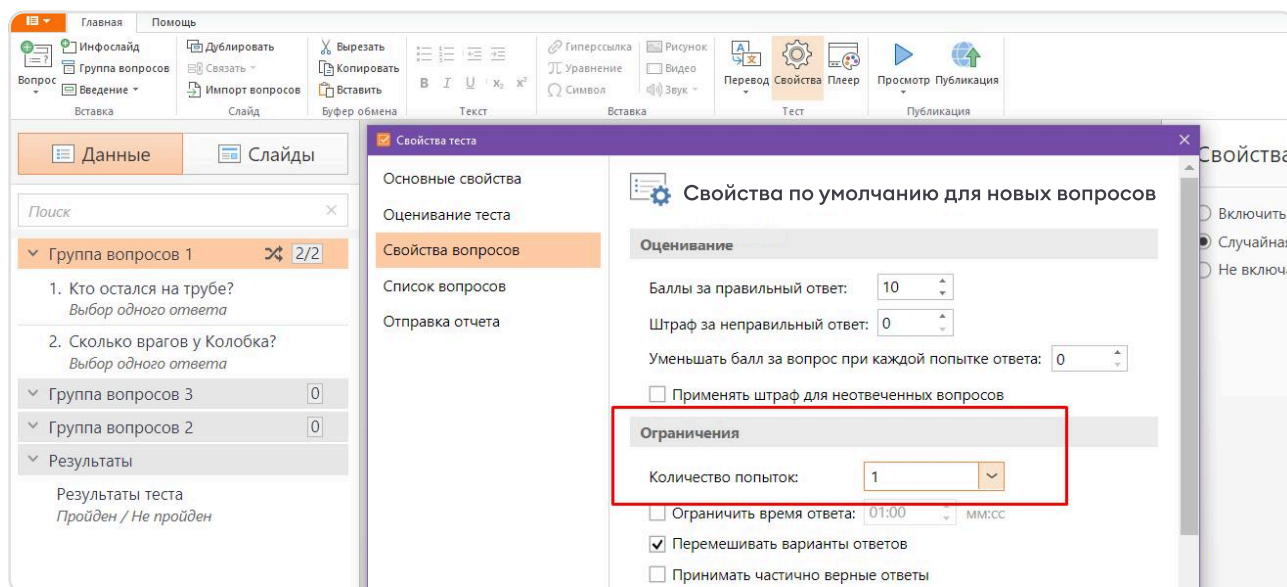 Главная Помощь
Вопрос
Инфослайд
Группа вопросов
Введение
Вставка
Дублировать
Связать
Импорт вопросов
Слайд
Вырезать
Копировать
Вставить
Буфер обмена
B I U x₂ x²
Текст
Гиперссылка
Уравнение
Символ
Рисунок
Видео
Звук
Вставка
Перевод Свойства Плеер
Тест
Просмотр Публикация
Публикация
Данные Слайды
Поиск
Группа вопросов 1 2/2
1. Кто остался на трубе?
Выбор одного ответа
2. Сколько врагов у Колобка?
Выбор одного ответа
Группа вопросов 3 0
Группа вопросов 2 0
Результаты
Результаты теста
Пройден / Не пройден
Свойства теста
Основные свойства
Оценивание теста
Свойства вопросов
Список вопросов
Отправка отчета
Свойства по умолчанию для новых вопросов
Оценивание
Баллы за правильный ответ: 10
Штраф за неправильный ответ: 0
Уменьшать балл за вопрос при каждой попытке ответа: 0
Применять штраф для неотвеченных вопросов
Ограничения
Количество попыток: 1
Ограничить время ответа: 01:00 мм:сс
Перемешивать варианты ответов
Принимать частично верные ответы
Свойства
Включить
Случайная
Не включа